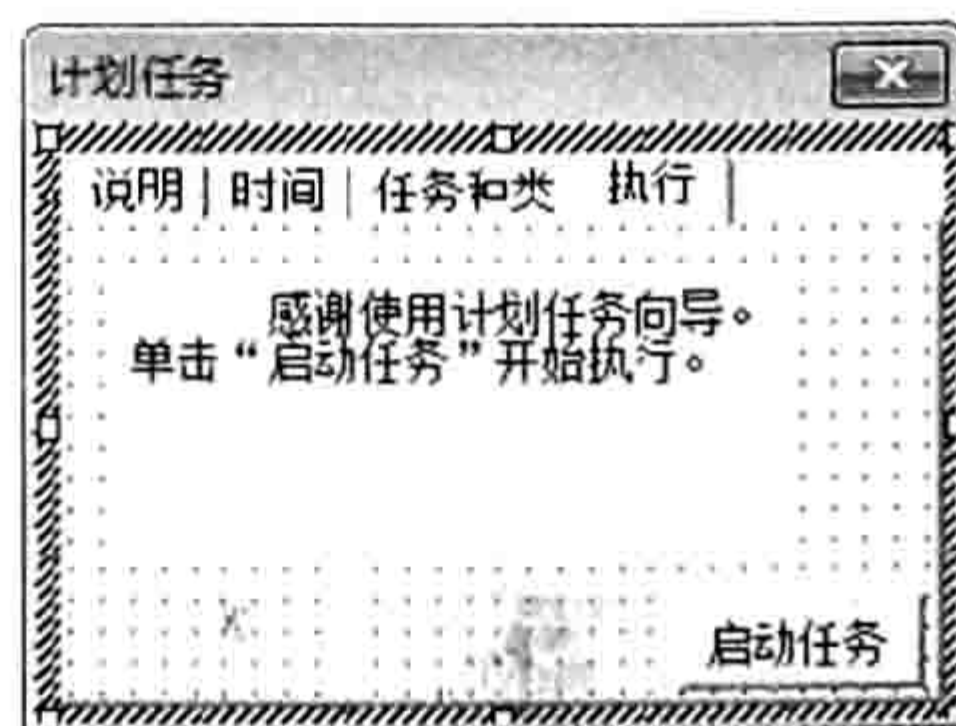 计划任务
说明 时间 任务和类 执行
感谢使用计划任务向导。
单击“启动任务”开始执行。
启动任务